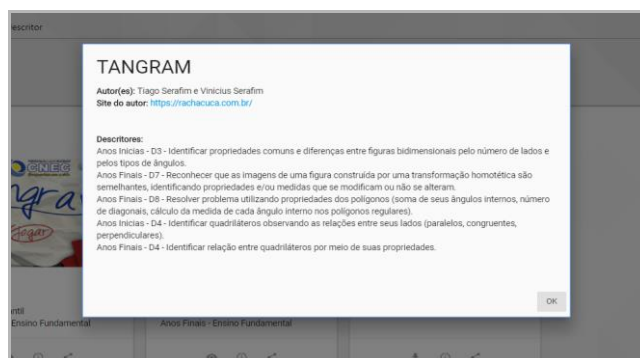 escritor
TANGRAM
Autor(es): Tiago Serafim e Vinicius Serafim
Site do autor: https://rachacuca.com.br/
Descritores:
Anos Inicias - D3 - Identificar propriedades comuns e diferenças entre figuras bidimensionais pelo número de lados e
pelos tipos de ângulos.
Anos Finais - D7 - Reconhecer que as imagens de uma figura construída por uma transformação homotética são
semelhantes, identificando propriedades e/ou medidas que se modificam ou não se alteram.
Anos Finais - D8 - Resolver problema utilizando propriedades dos polígonos (soma de seus ângulos internos, número
de diagonais, cálculo da medida de cada ângulo interno nos polígonos regulares).
Anos Inicias - D4 - Identificar quadriláteros observando as relações entre seus lados (paralelos, congruentes,
perpendiculares).
Anos Finais - D4 - Identificar relação entre quadriláteros por meio de suas propriedades.
OK
CNEC
ngra
Jogar
ntil
Ensino Fundamental
Anos Finais - Ensino Fundamental